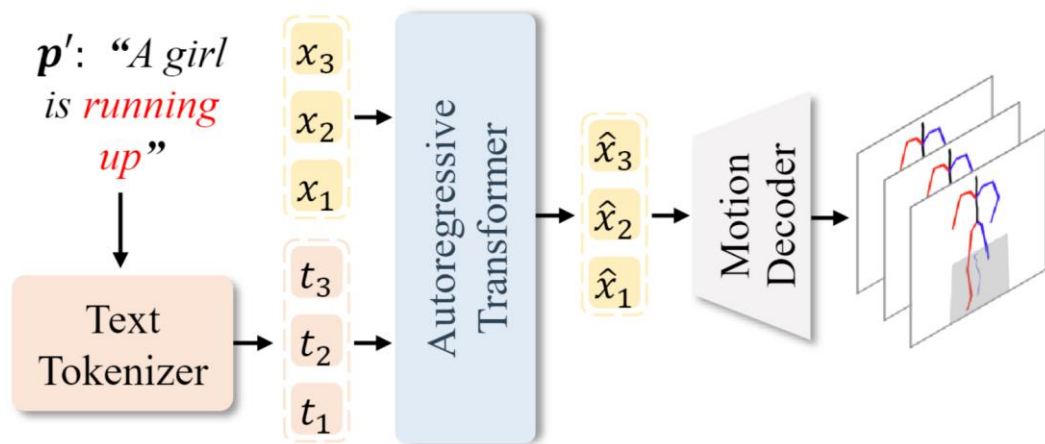 p′: “A girl
is running
up”
Text
Tokenizer
x₃
x₂
x₁
t₃
t₂
t₁
Autoregressive
Transformer
x̂₃
x̂₂
x̂₁
Motion
Decoder